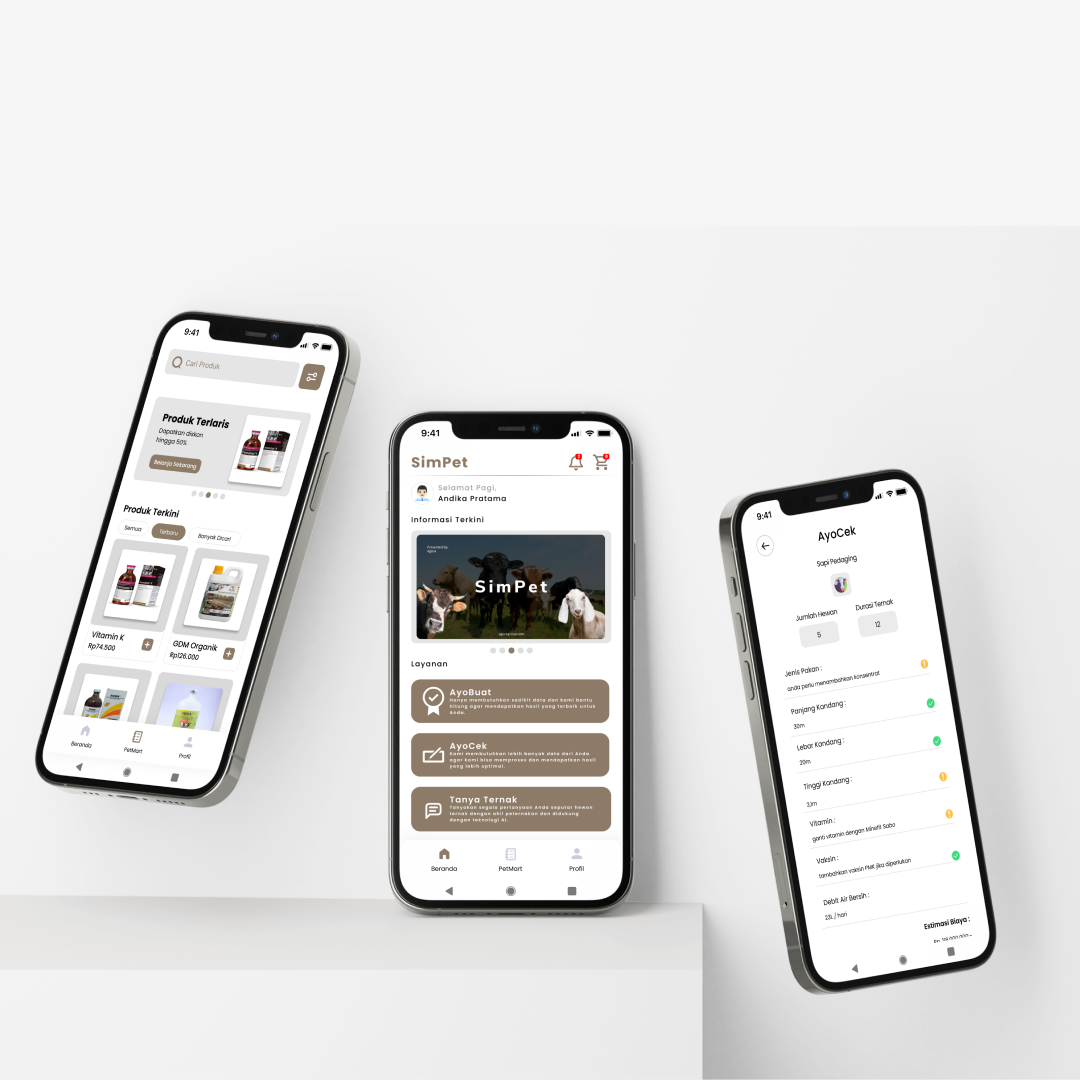 9:41
Cari Produk
Produk Terlaris
Dapatkan diskon
hingga 50%
Belanja Sekarang
Produk Terkini
Semua
Terbaru
Banyak Dicari
Vitamin K
Rp74.500
GDM Organik
Rp126.000
Beranda
PetMart
Profil
9:41
SimPet
Selamat Pagi,
Andika Pratama
Informasi Terkini
Presented By
SimPet
Layanan
AyoBuat
Hanya membutuhkan sedikit data dan kami bantu
hitung agar mendapatkan hasil yang terbaik untuk
Anda.
AyoCek
Kami membutuhkan lebih banyak data dari Anda
agar kami bisa memproses dan mendapatkan hasil
yang lebih optimal.
Tanya Ternak
Tanyakan segala pertanyaan Anda seputar hewan
ternak dengan ahli peternakan dan didukung
dengan teknologi AI.
Beranda
PetMart
Profil
9:41
AyoCek
Sapi Pedaging
Jumlah Hewan
Durasi Ternak
5
12
Jenis Pakan :
anda perlu menambahkan konsentrat
Panjang Kandang :
30m
Lebar Kandang :
20m
Tinggi Kandang :
2,1m
Vitamin :
ganti vitamin dengan Minefit Sabo
Vaksin :
tambahkan vaksin PMK jika diperlukan
Debit Air Bersih :
23L / hari
Estimasi Biaya :